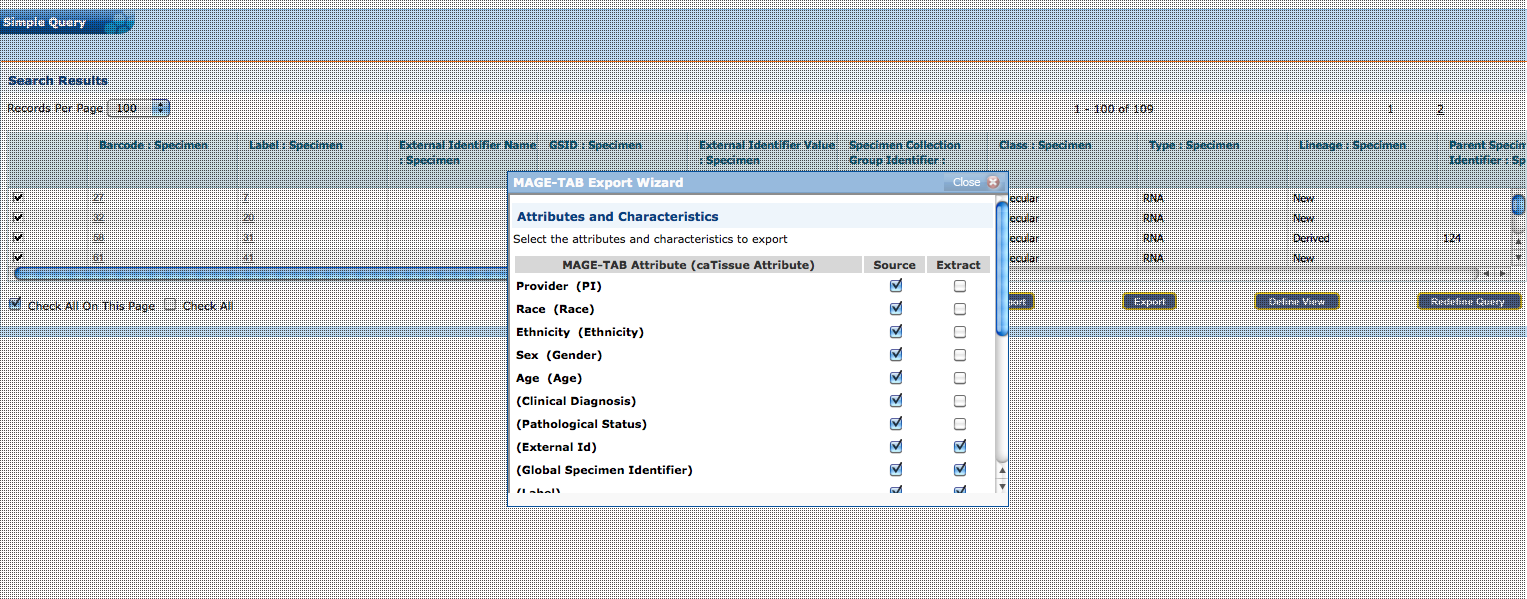 Simple Query
Search Results
Records Per Page 100
1 - 100 of 109 1 2
Barcode : Specimen Label : Specimen External Identifier Name : Specimen GSID : Specimen External Identifier Value : Specimen Specimen Collection Group Identifier : Class : Specimen Type : Specimen Lineage : Specimen Parent Specim
Identifier : Sp
27 7 ecular RNA New
32 20 ecular RNA New
58 31 ecular RNA Derived 124
61 41 ecular RNA New
Check All On This Page Check All
port Export Define View Redefine Query
MAGE-TAB Export Wizard Close
Attributes and Characteristics
Select the attributes and characteristics to export
MAGE-TAB Attribute (caTissue Attribute) Source Extract
Provider (PI)
Race (Race)
Ethnicity (Ethnicity)
Sex (Gender)
Age (Age)
(Clinical Diagnosis)
(Pathological Status)
(External Id)
(Global Specimen Identifier)
(Label)